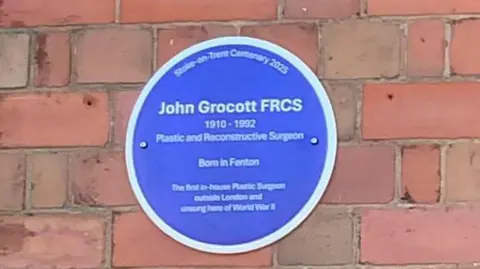 Stoke-on-Trent Centenary 2025
John Grocott FRCS
1910 - 1992
Plastic and Reconstructive Surgeon
Born in Fenton
The first in-house Plastic Surgeon
outside London and
unsung hero of World War II